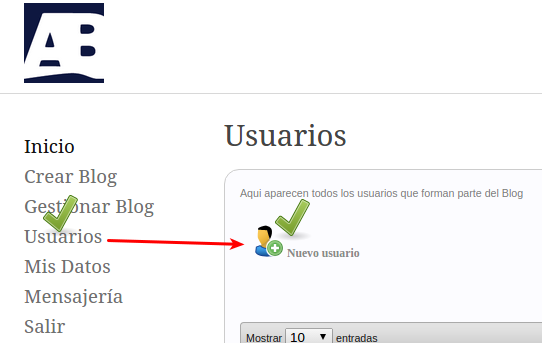 AB
Inicio
Crear Blog
Gestionar Blog
Usuarios
Mis Datos
Mensajería
Salir
Usuarios
Aqui aparecen todos los usuarios que forman parte del Blog
Nuevo usuario
Mostrar 10 entradas